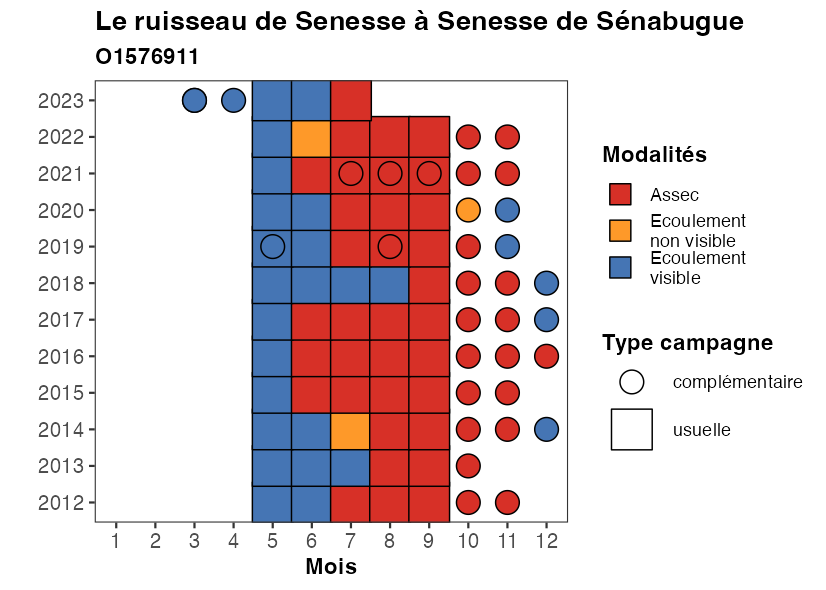 Le ruisseau de Senesse à Senesse de Sénabugue
O1576911
2023
2022
2021
2020
2019
2018
2017
2016
2015
2014
2013
2012
1 2 3 4 5 6 7 8 9 10 11 12
Mois
Modalités
Assec
Ecoulement
non visible
Ecoulement
visible
Type campagne
complémentaire
usuelle